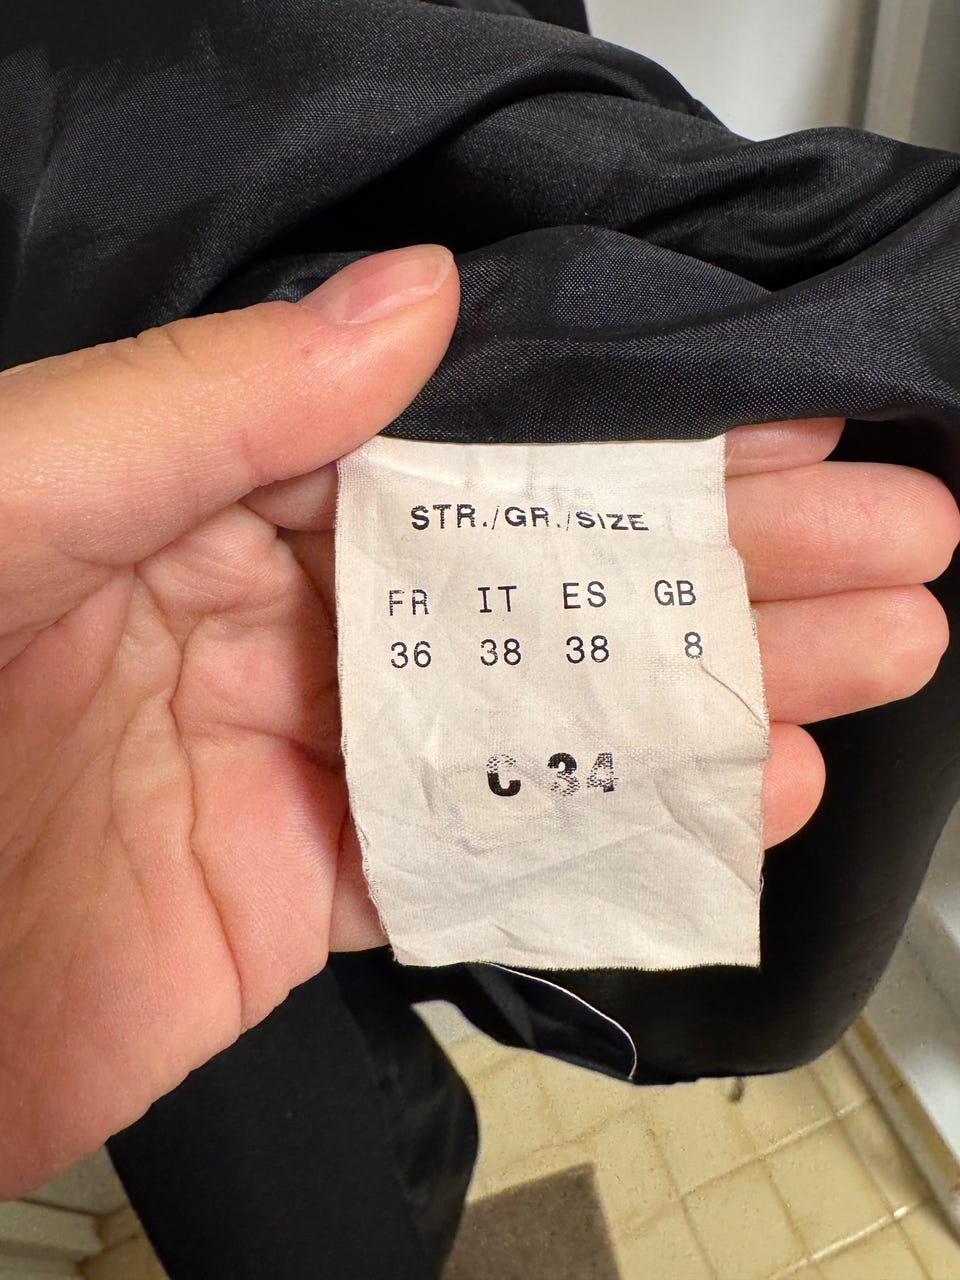 STR./GR./SIZE
FR IT ES GB
36 38 38 8
C 34